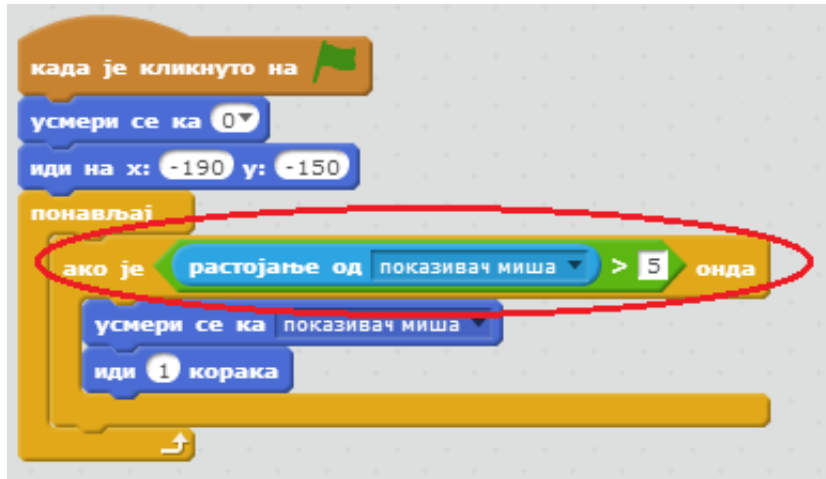 када је кликнуто на
усмери се ка 0
иди на x: -190 y: -150
понављај
ако је растојање од показивач миша > 5 онда
усмери се ка показивач миша
иди 1 корака